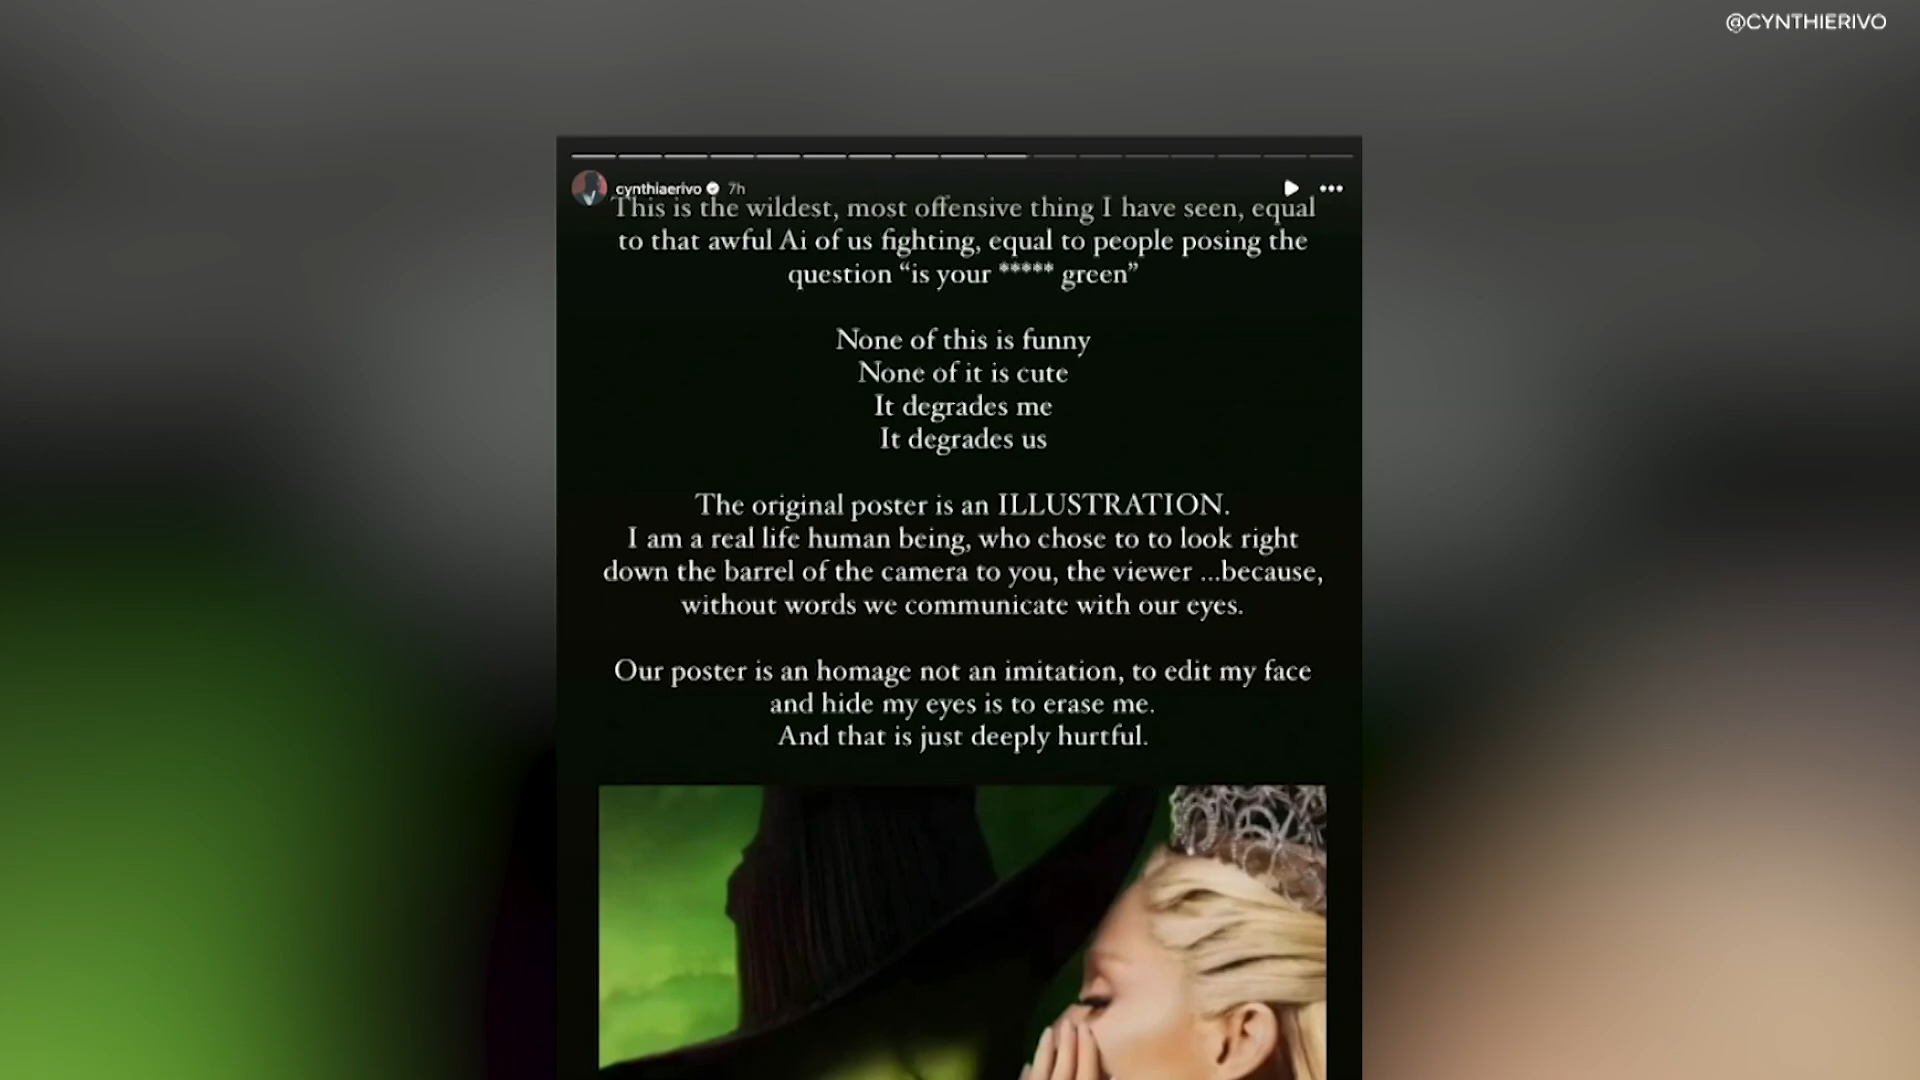 @CYNTHIERIVO
cynthiaerivo 7h
This is the wildest, most offensive thing I have seen, equal
to that awful Ai of us fighting, equal to people posing the
question “is your ***** green”
None of this is funny
None of it is cute
It degrades me
It degrades us
The original poster is an ILLUSTRATION.
I am a real life human being, who chose to to look right
down the barrel of the camera to you, the viewer ...because,
without words we communicate with our eyes.
Our poster is an homage not an imitation, to edit my face
and hide my eyes is to erase me.
And that is just deeply hurtful.